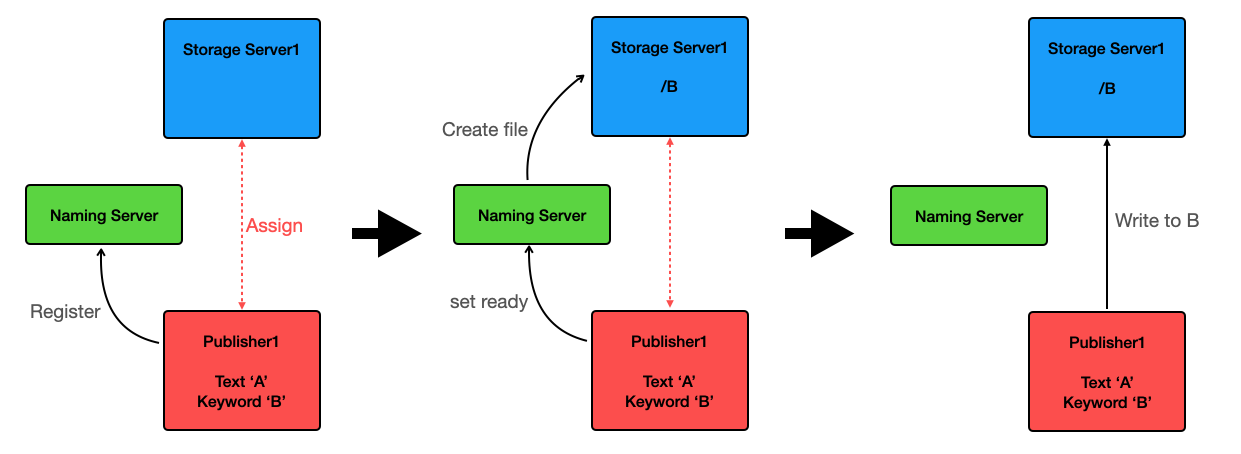 Storage Server1
Assign
Naming Server
Register
Publisher1
Text ‘A’
Keyword ‘B’
Storage Server1
/B
Create file
Naming Server
set ready
Publisher1
Text ‘A’
Keyword ‘B’
Storage Server1
/B
Naming Server
Write to B
Publisher1
Text ‘A’
Keyword ‘B’